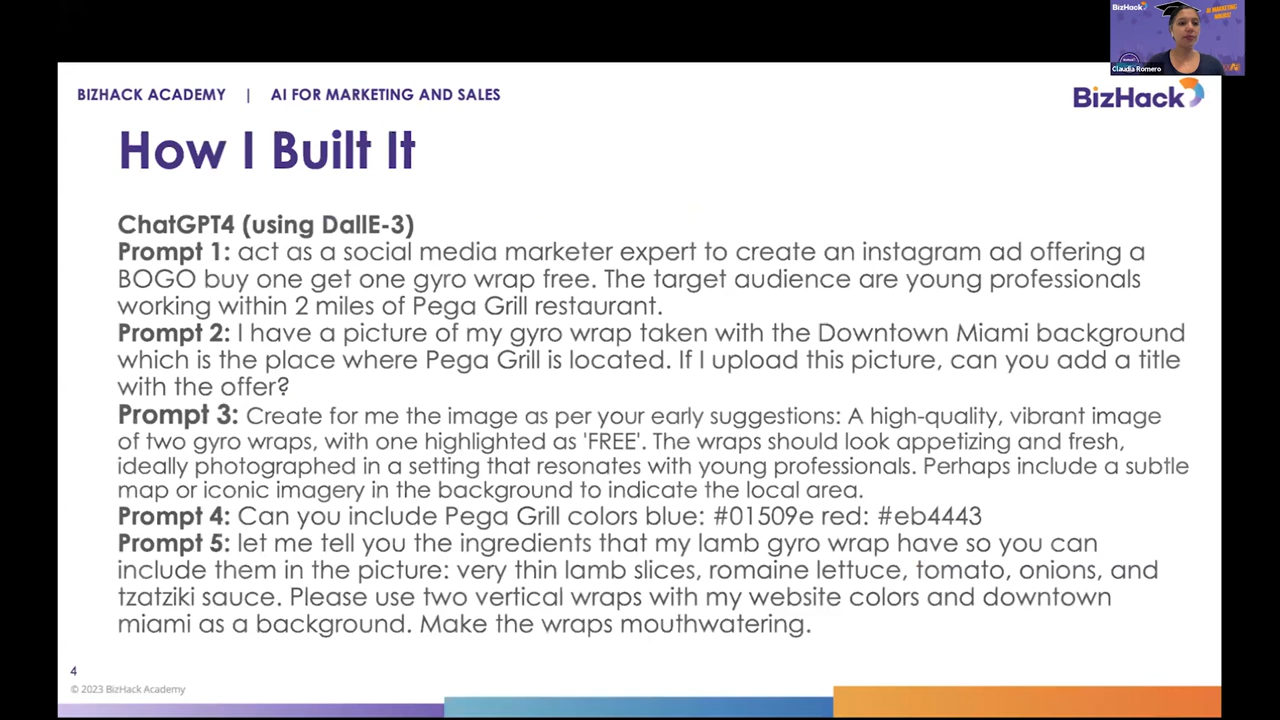 BizHack
AI MARKETING
Claudia Romero
BIZHACK ACADEMY | AI FOR MARKETING AND SALES
BizHack
How I Built It
ChatGPT4 (using DallE-3)
Prompt 1: act as a social media marketer expert to create an instagram ad offering a
BOGO buy one get one gyro wrap free. The target audience are young professionals
working within 2 miles of Pega Grill restaurant.
Prompt 2: I have a picture of my gyro wrap taken with the Downtown Miami background
which is the place where Pega Grill is located. If I upload this picture, can you add a title
with the offer?
Prompt 3: Create for me the image as per your early suggestions: A high-quality, vibrant image
of two gyro wraps, with one highlighted as 'FREE'. The wraps should look appetizing and fresh,
ideally photographed in a setting that resonates with young professionals. Perhaps include a subtle
map or iconic imagery in the background to indicate the local area.
Prompt 4: Can you include Pega Grill colors blue: #01509e red: #eb4443
Prompt 5: let me tell you the ingredients that my lamb gyro wrap have so you can
include them in the picture: very thin lamb slices, romaine lettuce, tomato, onions, and
tzatziki sauce. Please use two vertical wraps with my website colors and downtown
miami as a background. Make the wraps mouthwatering.
4
© 2023 BizHack Academy